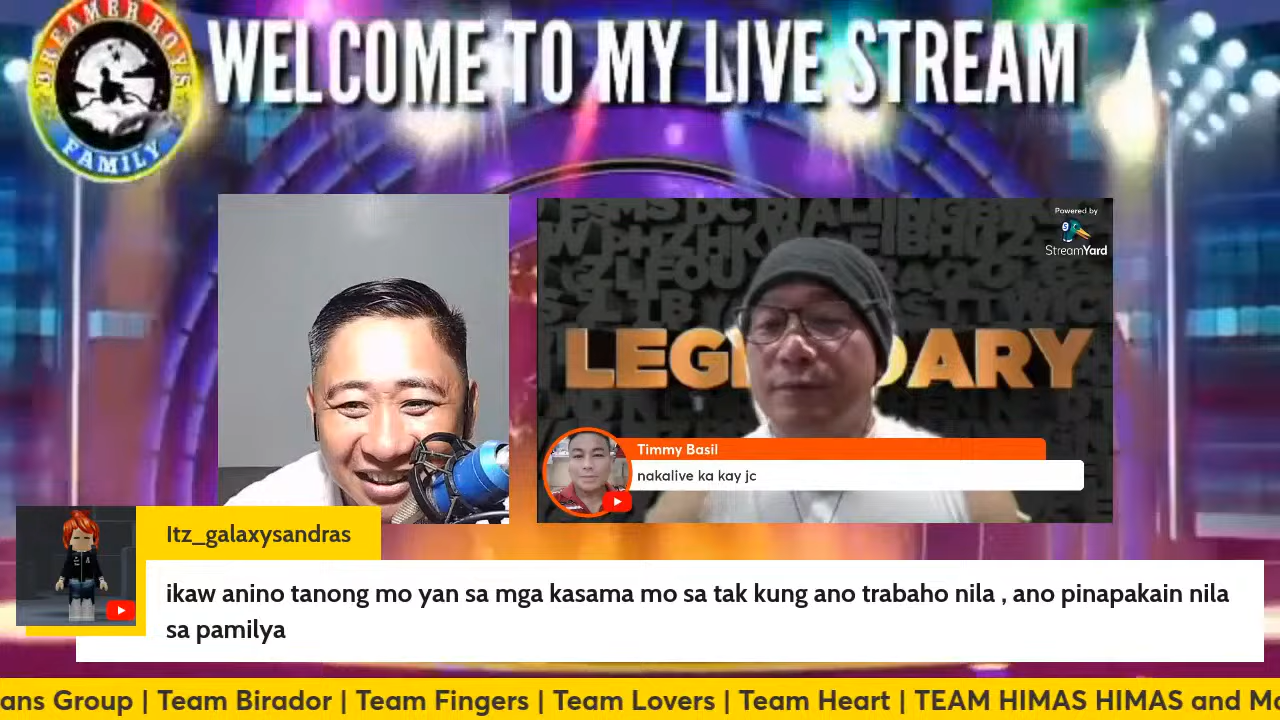 DREAMER BOYS
FAMILY
WELCOME TO MY LIVE STREAM
Powered by
StreamYard
LEG
DARY
Timmy Basil
nakalive ka kay jc
Itz_galaxysandras
ikaw anino tanong mo yan sa mga kasama mo sa tak kung ano trabaho nila , ano pinapakain nila
sa pamilya
ans Group | Team Birador | Team Fingers | Team Lovers | Team Heart | TEAM HIMAS HIMAS and Mo